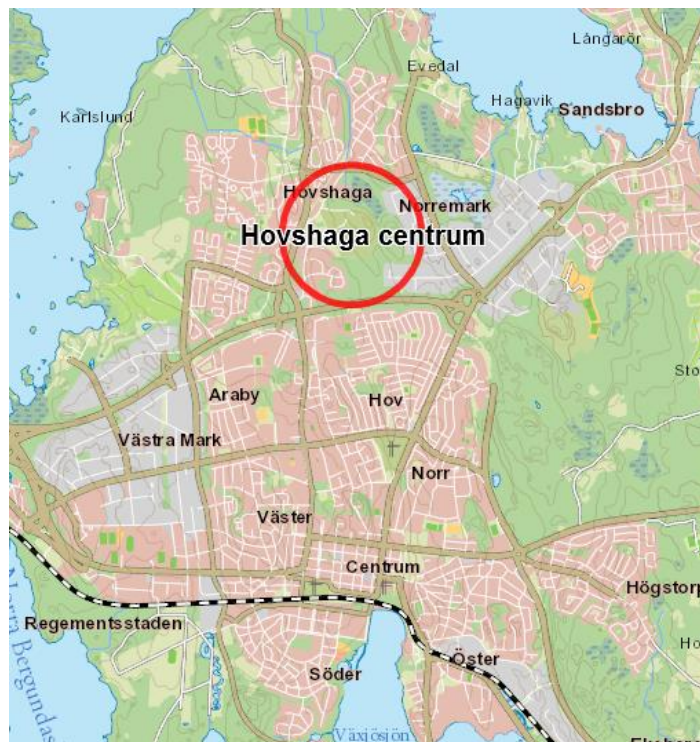 Långarör
Evedal
Hagavik
Sandsbro
Karlslund
Hovshaga
Norremark
Hovshaga centrum
Araby
Hov
Västra Mark
Norr
Väster
Centrum
Högstorp
Regementsstaden
Öster
Söder
Växjösjön